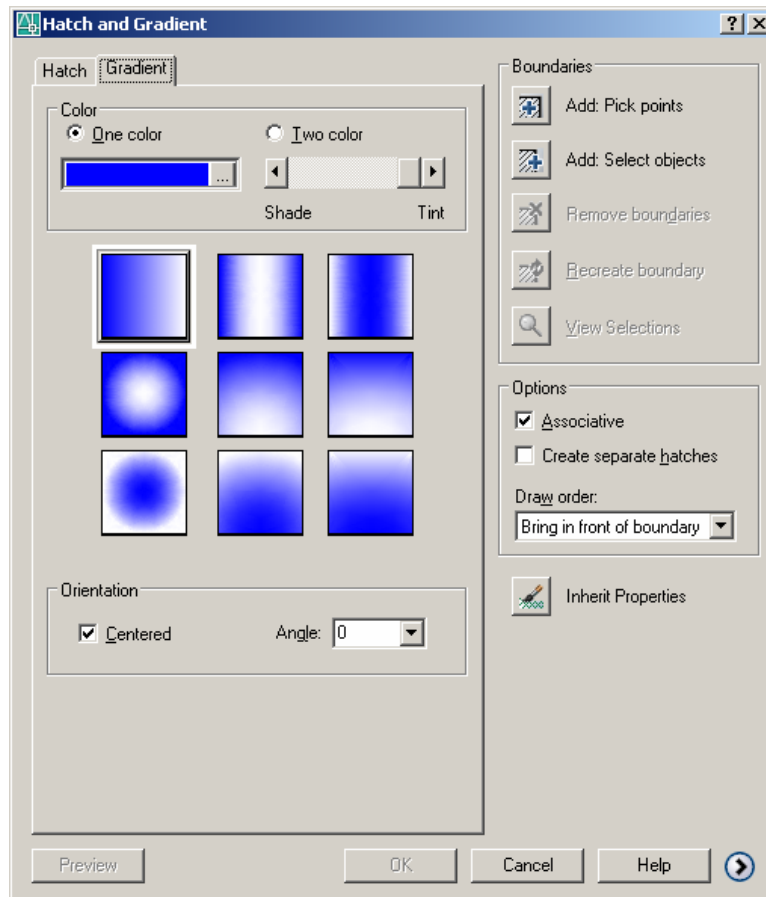 Hatch and Gradient
Hatch
Gradient
Color
One color
Two color
...
Shade
Tint
Orientation
Centered
Angle:
0
Boundaries
Add: Pick points
Add: Select objects
Remove boundaries
Recreate boundary
View Selections
Options
Associative
Create separate hatches
Draw order:
Bring in front of boundary
Inherit Properties
Preview
OK
Cancel
Help